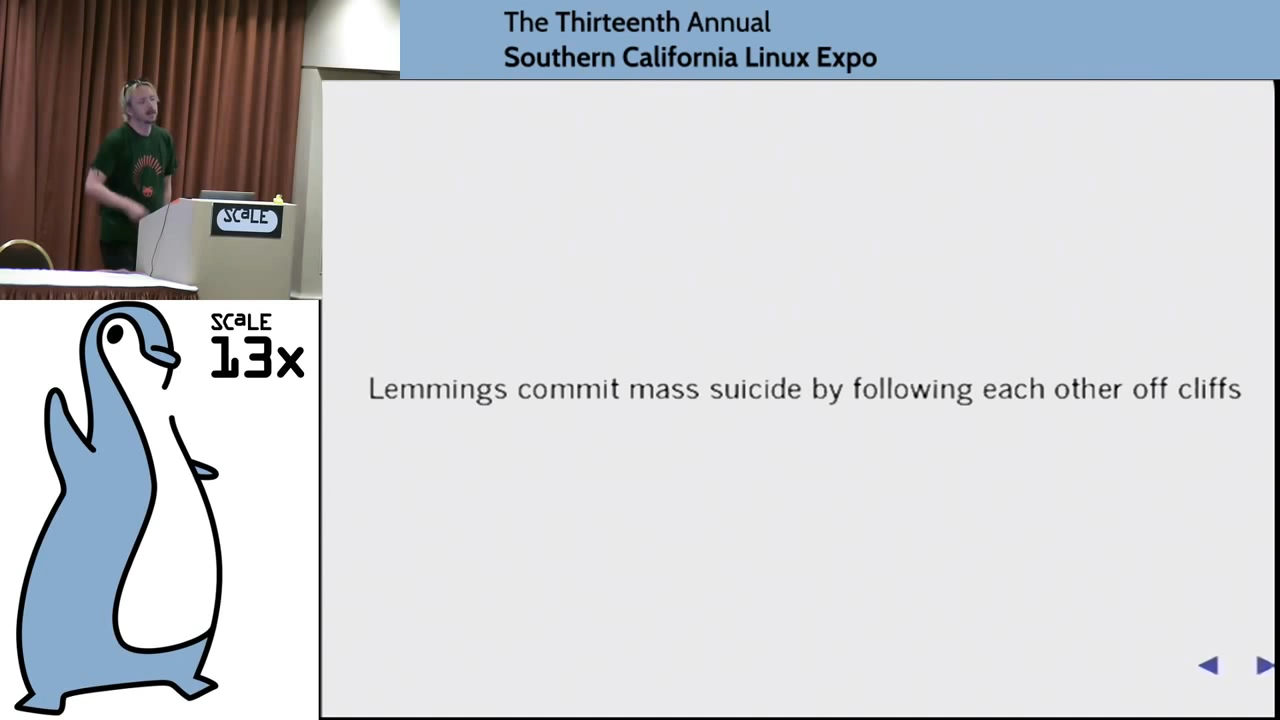 The Thirteenth Annual
Southern California Linux Expo
SCaLE
SCaLE
13x
Lemmings commit mass suicide by following each other off cliffs